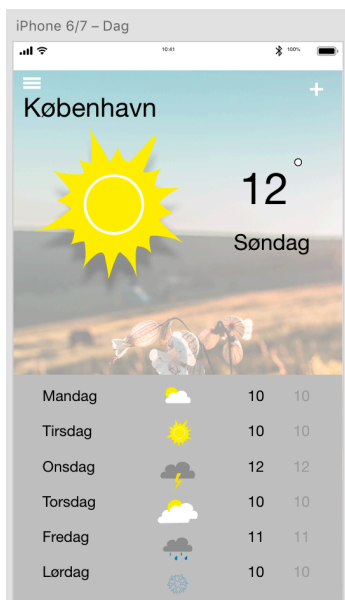 iPhone 6/7 – Dag
10:41 100%
+
København
12°
Søndag
Mandag 10 10
Tirsdag 10 10
Onsdag 12 12
Torsdag 10 10
Fredag 11 11
Lørdag 10 10